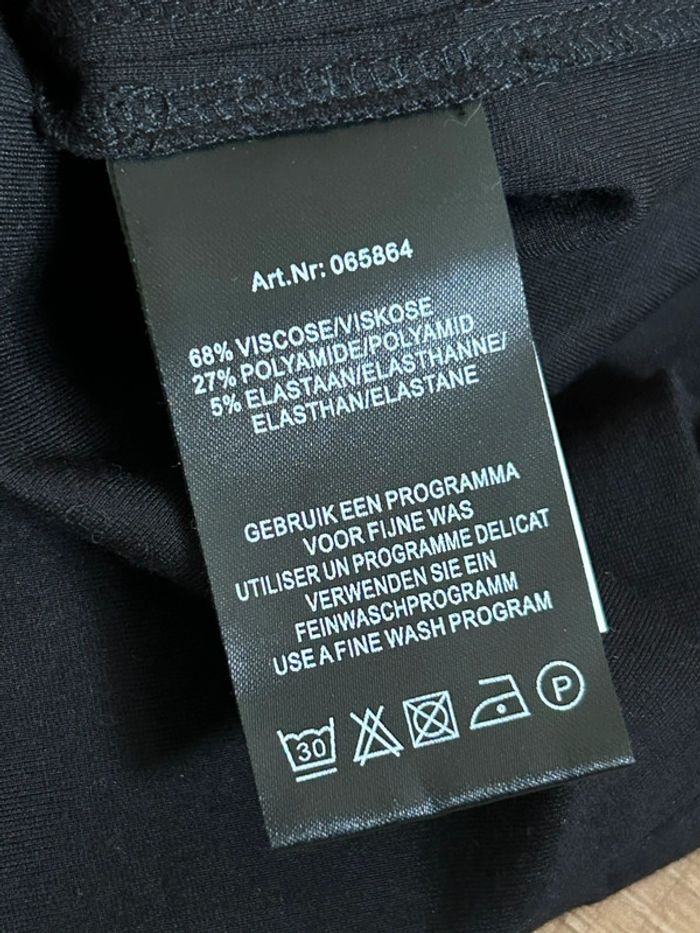 Art.Nr: 065864
68% VISCOSE/VISKOSE
27% POLYAMIDE/POLYAMID
5% ELASTAAN/ELASTHANNE/
ELASTHAN/ELASTANE
GEBRUIK EEN PROGRAMMA
VOOR FIJNE WAS
UTILISER UN PROGRAMME DELICAT
VERWENDEN SIE EIN
FEINWASCHPROGRAMM
USE A FINE WASH PROGRAM
30 P